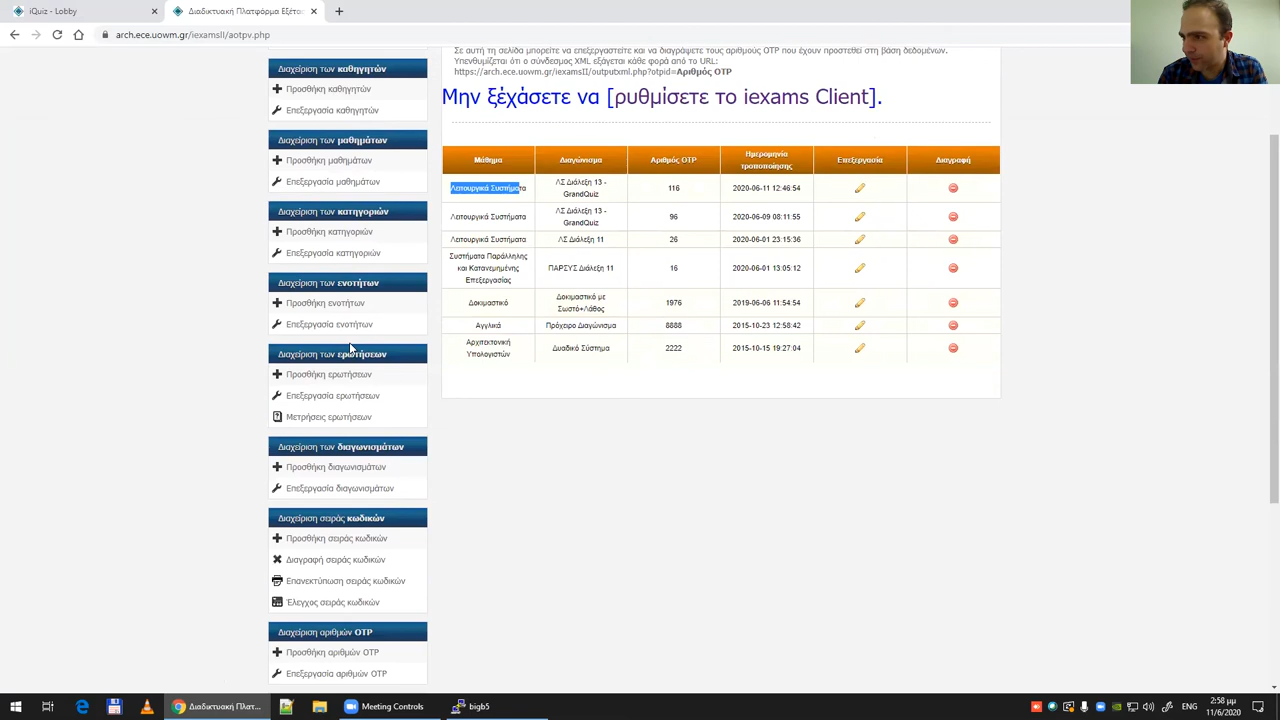 iQuiz - Lobby
Διαδικτυακή Πλατφόρμα Εξέτασ
arch.ece.uowm.gr/iexamsII/aotpv.php
Σε αυτή τη σελίδα μπορείτε να επεξεργαστείτε και να διαγράψετε τους αριθμούς OTP που έχουν προστεθεί στη βάση δεδομένων.
Υπενθυμίζεται ότι ο σύνδεσμος XML εξάγεται κάθε φορά από το URL:
https://arch.ece.uowm.gr/iexamsII/outputxml.php?otpid=Αριθμός OTP
Μην ξεχάσετε να [ρυθμίσετε το iexams Client].
Διαχείριση των καθηγητών
Προσθήκη καθηγητών
Επεξεργασία καθηγητών
Διαχείριση των μαθημάτων
Προσθήκη μαθημάτων
Επεξεργασία μαθημάτων
Διαχείριση των κατηγοριών
Προσθήκη κατηγοριών
Επεξεργασία κατηγοριών
Διαχείριση των ενοτήτων
Προσθήκη ενοτήτων
Επεξεργασία ενοτήτων
Διαχείριση των ερωτήσεων
Προσθήκη ερωτήσεων
Επεξεργασία ερωτήσεων
Μετρήσεις ερωτήσεων
Διαχείριση των διαγωνισμάτων
Προσθήκη διαγωνισμάτων
Επεξεργασία διαγωνισμάτων
Διαχείριση σειράς κωδικών
Προσθήκη σειράς κωδικών
Διαγραφή σειράς κωδικών
Επανεκτύπωση σειράς κωδικών
Έλεγχος σειράς κωδικών
Διαχείριση αριθμών OTP
Προσθήκη αριθμών OTP
Επεξεργασία αριθμών OTP
Μάθημα Διαγώνισμα Αριθμός OTP Ημερομηνία τροποποίησης Επεξεργασία Διαγραφή
Λειτουργικά Συστήματα ΛΣ Διάλεξη 13 - GrandQuiz 116 2020-06-11 12:46:54
Λειτουργικά Συστήματα ΛΣ Διάλεξη 13 - GrandQuiz 96 2020-06-09 08:11:55
Λειτουργικά Συστήματα ΛΣ Διάλεξη 11 26 2020-06-01 23:15:36
Συστήματα Παράλληλης και Κατανεμημένης Επεξεργασίας ΠΑΡΣΥΣ Διάλεξη 11 16 2020-06-01 13:05:12
Δοκιμαστικό Δοκιμαστικό με Σωστό+Λάθος 1976 2019-06-06 11:54:54
Αγγλικά Πρόχειρο Διαγώνισμα 8888 2015-10-23 12:58:42
Αρχιτεκτονική Υπολογιστών Δυαδικό Σύστημα 2222 2015-10-15 19:27:04
Διαδικτυακή Πλατ...
Meeting Controls
bigb5
ENG
2:58 μμ
11/6/2020